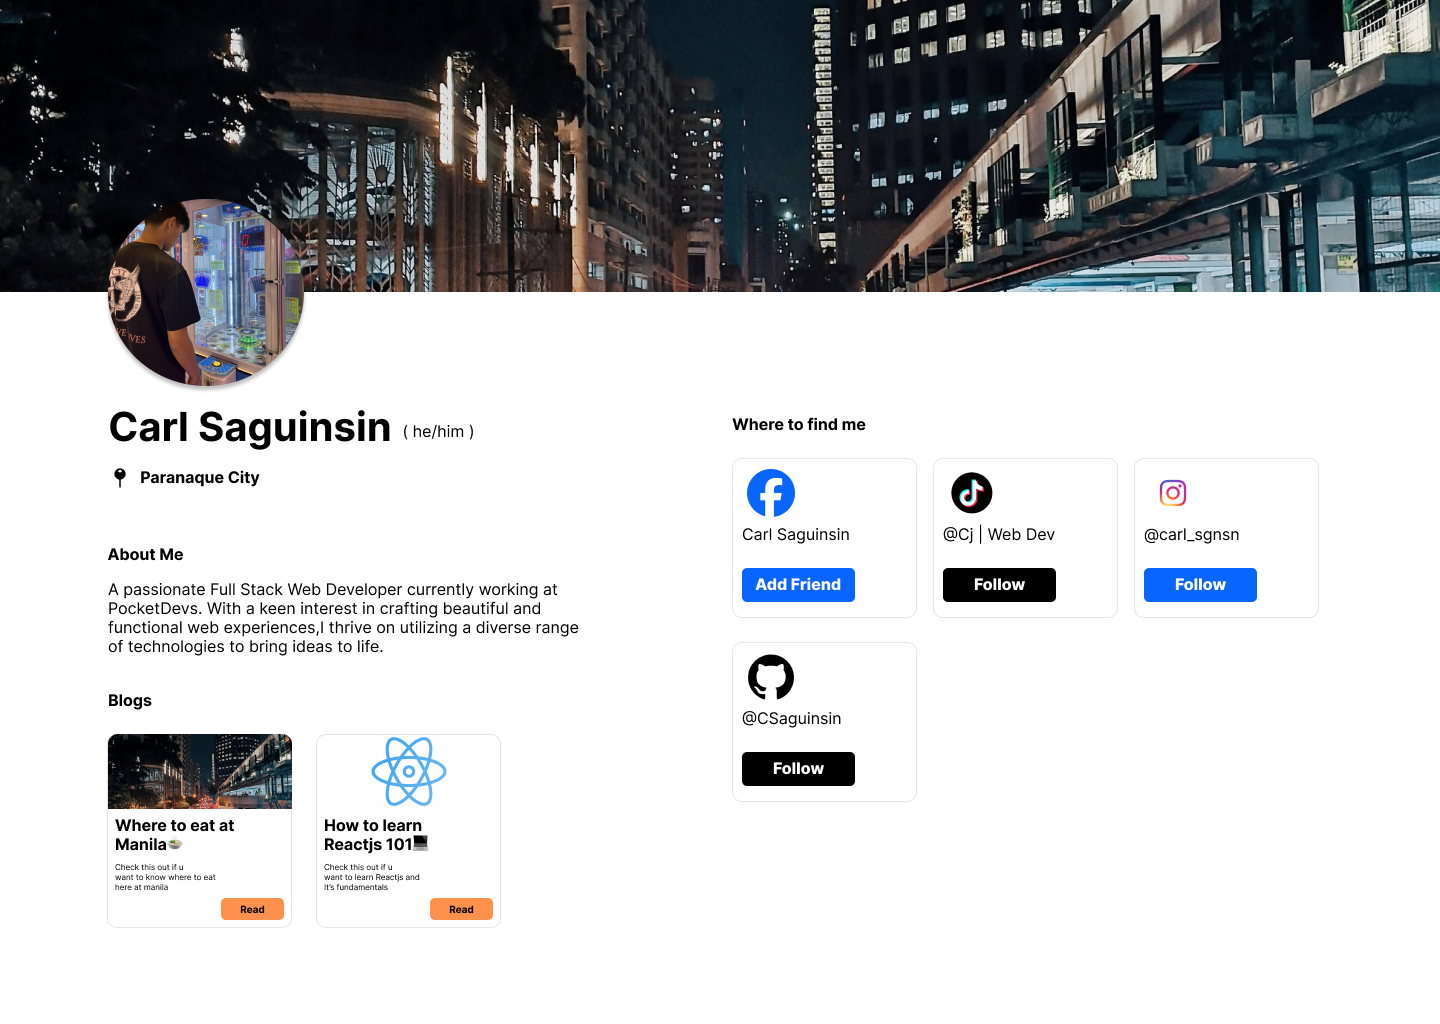 Carl Saguinsin ( he/him )
Paranaque City
About Me
A passionate Full Stack Web Developer currently working at
PocketDevs. With a keen interest in crafting beautiful and
functional web experiences,I thrive on utilizing a diverse range
of technologies to bring ideas to life.
Blogs
Where to eat at
Manila🍜
Check this out if u
want to know where to eat
here at manila
Read
How to learn
Reactjs 101💻
Check this out if u
want to learn Reactjs and
It's fundamentals
Read
Where to find me
Carl Saguinsin
Add Friend
@Cj | Web Dev
Follow
@carl_sgnsn
Follow
@CSaguinsin
Follow